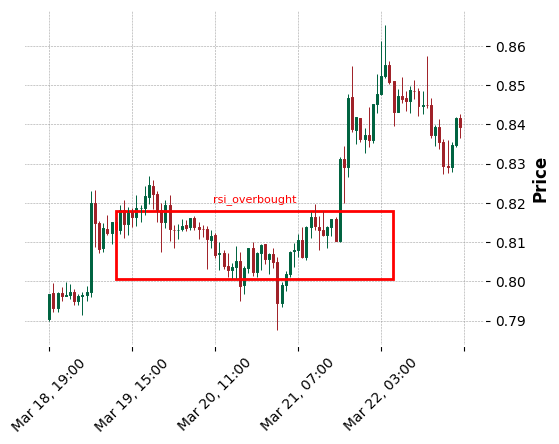 0.86
0.85
0.84
0.83
0.82
0.81
0.80
0.79
Price
rsi_overbought
Mar 18, 19:00
Mar 19, 15:00
Mar 20, 11:00
Mar 21, 07:00
Mar 22, 03:00